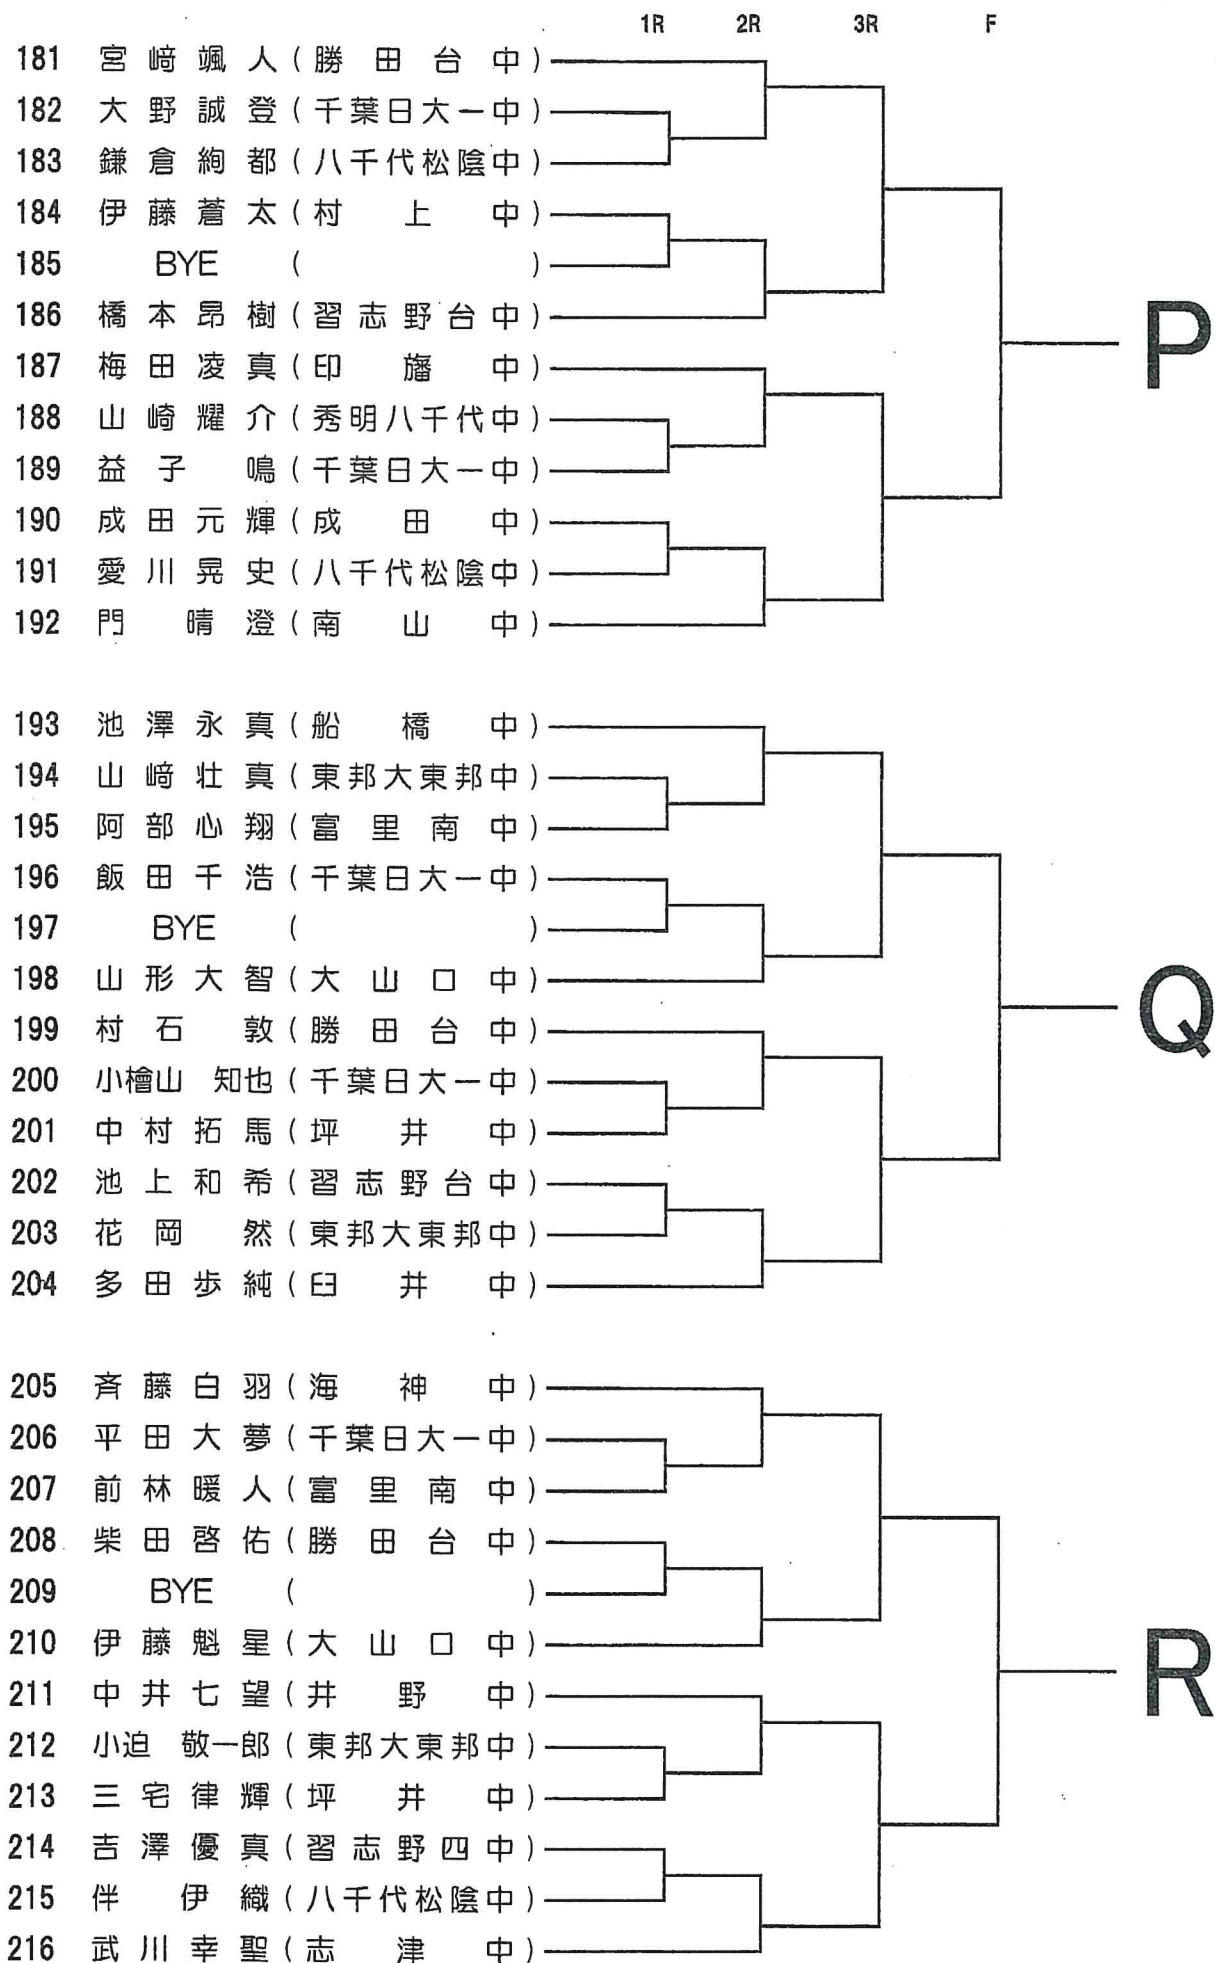 1R 2R 3R F
181 宮﨑颯人(勝田台中)
182 大野誠登(千葉日大一中)
183 鎌倉絢都(八千代松陰中)
184 伊藤蒼太(村上中)
185 BYE ( )
186 橋本昂樹(習志野台中)
P
187 梅田凌真(印旛中)
188 山崎耀介(秀明八千代中)
189 益子鳴(千葉日大一中)
190 成田元輝(成田中)
191 愛川晃史(八千代松陰中)
192 門晴澄(南山中)
193 池澤永真(船橋中)
194 山﨑壮真(東邦大東邦中)
195 阿部心翔(富里南中)
196 飯田千浩(千葉日大一中)
197 BYE ( )
198 山形大智(大山口中)
Q
199 村石敦(勝田台中)
200 小檜山 知也(千葉日大一中)
201 中村拓馬(坪井中)
202 池上和希(習志野台中)
203 花岡然(東邦大東邦中)
204 多田歩純(臼井中)
205 斉藤白羽(海神中)
206 平田大夢(千葉日大一中)
207 前林暖人(富里南中)
208 柴田啓佑(勝田台中)
209 BYE ( )
210 伊藤魁星(大山口中)
R
211 中井七望(井野中)
212 小迫 敬一郎(東邦大東邦中)
213 三宅律輝(坪井中)
214 吉澤優真(習志野四中)
215 伴伊織(八千代松陰中)
216 武川幸聖(志津中)